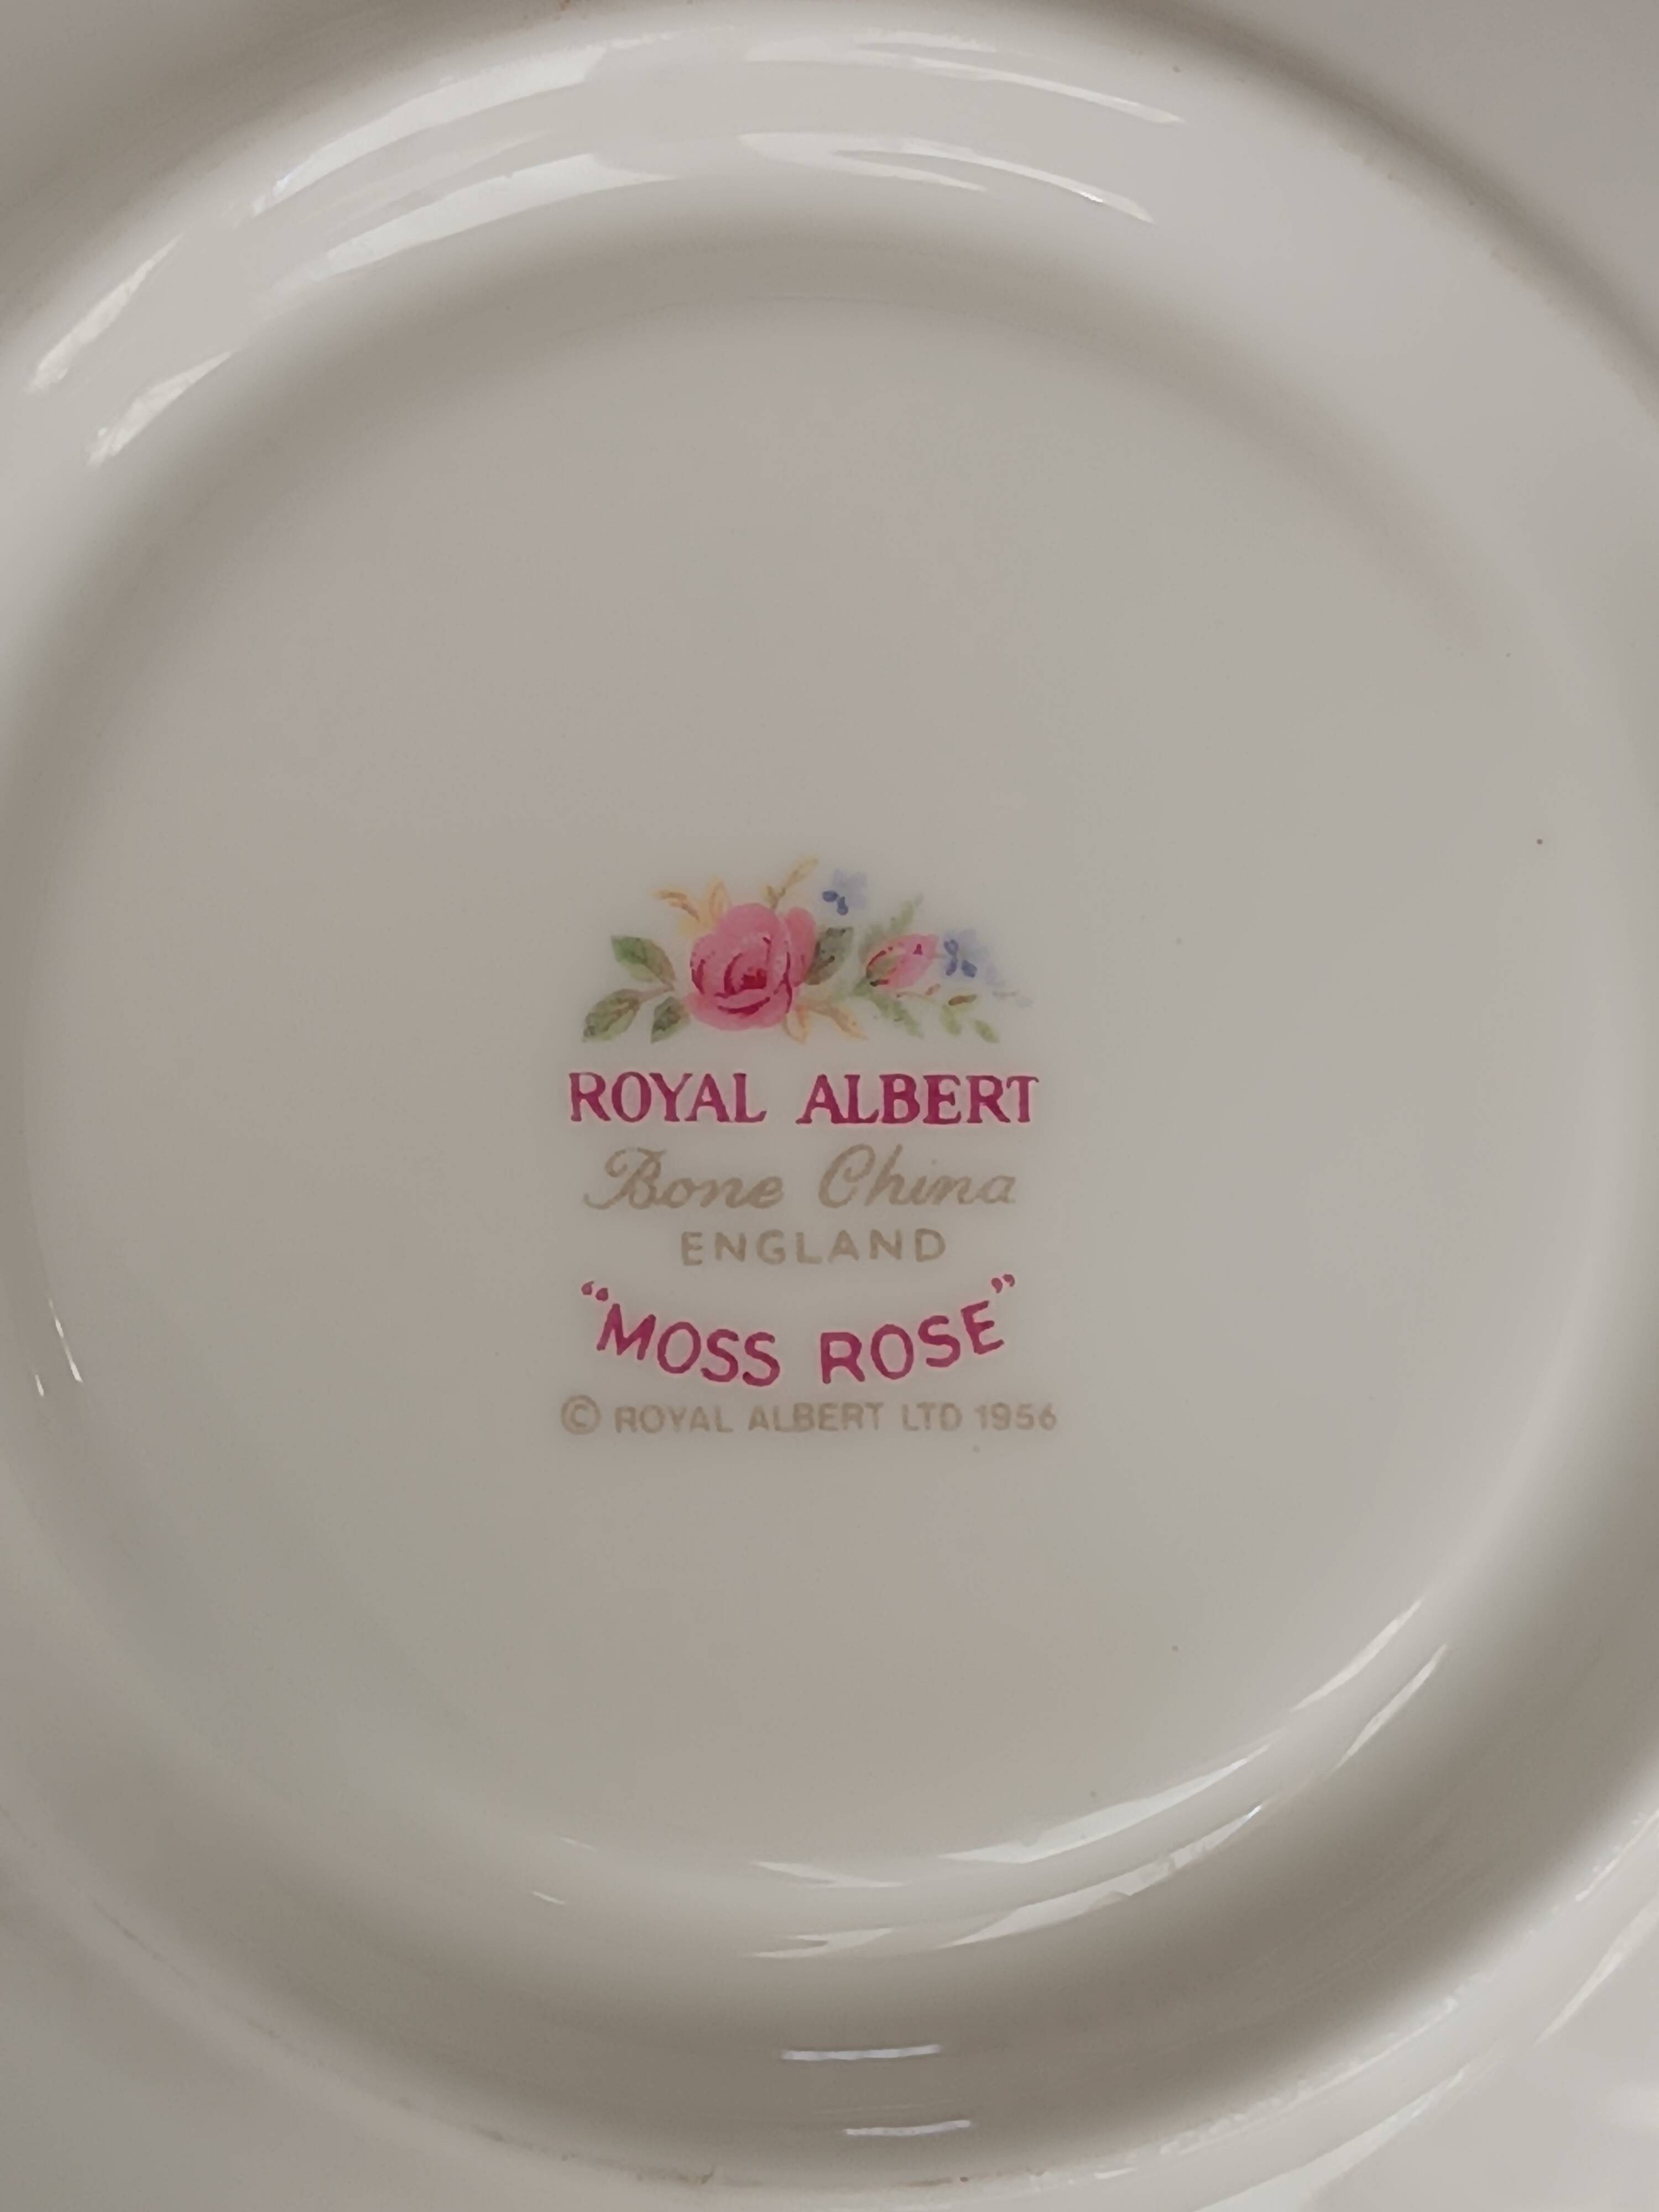 ROYAL ALBERT
Bone China
ENGLAND
“MOSS ROSE”
© ROYAL ALBERT LTD 1956